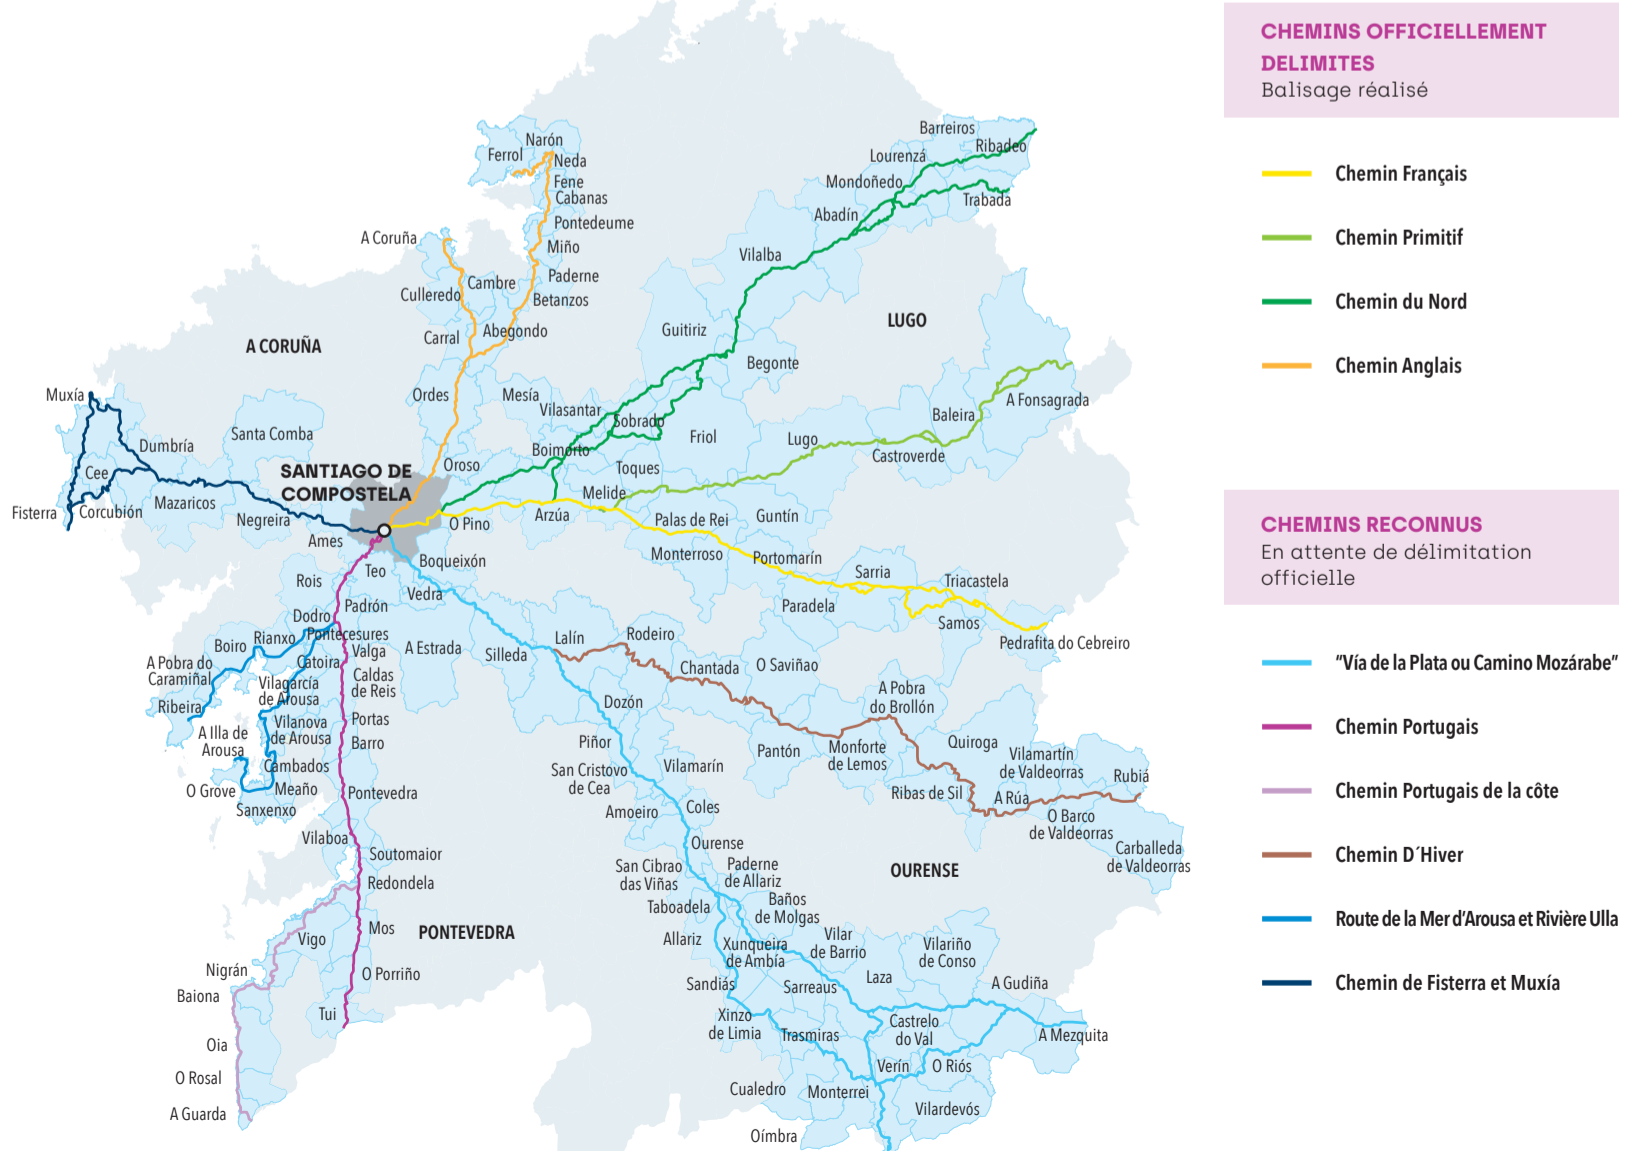 CHEMINS OFFICIELLEMENT
DELIMITES
Balisage réalisé
Chemin Français
Chemin Primitif
Chemin du Nord
Chemin Anglais
CHEMINS RECONNUS
En attente de délimitation
officielle
"Vía de la Plata ou Camino Mozárabe"
Chemin Portugais
Chemin Portugais de la côte
Chemin D´Hiver
Route de la Mer d'Arousa et Rivière Ulla
Chemin de Fisterra et Muxía
Narón
Ferrol
Neda
Fene
Cabanas
Pontedeume
Miño
Paderne
Betanzos
A Coruña
Cambre
Culleredo
Abegondo
Carral
A CORUÑA
Ordes
Mesía
Vilasantar
Sobrado
Boimorto
Oroso
Toques
Melide
Arzúa
O Pino
Barreiros
Ribadeo
Lourenzá
Mondoñedo
Trabada
Abadín
Vilalba
LUGO
Guitiriz
Begonte
Friol
Lugo
Castroverde
Baleira
A Fonsagrada
Muxía
Dumbría
Santa Comba
Cee
Corcubión
Fisterra
Mazaricos
Negreira
Ames
SANTIAGO DE
COMPOSTELA
Palas de Rei
Guntín
Monterroso
Portomarín
Sarria
Triacastela
Paradela
Samos
Pedrafita do Cebreiro
Boqueixón
Teo
Vedra
Rois
Padrón
Dodro
Pontecesures
Rianxo
Boiro
Valga
Catoira
A Pobra do
Caramiñal
Caldas
de Reis
Vilagarcía
de Arousa
Ribeira
Vilanova
de Arousa
Portas
Barro
A Illa de
Arousa
Cambados
Meaño
O Grove
Sanxenxo
Pontevedra
Vilaboa
Soutomaior
Redondela
Vigo
Mos
PONTEVEDRA
Nigrán
O Porriño
Baiona
Tui
Oia
O Rosal
A Guarda
A Estrada
Silleda
Lalín
Rodeiro
Chantada
O Saviñao
Dozón
A Pobra
do Brollón
Piñor
San Cristovo
de Cea
Vilamarín
Pantón
Monforte
de Lemos
Quiroga
Vilamartín
de Valdeorras
Rubiá
Ribas de Sil
A Rúa
O Barco
de Valdeorras
Carballeda
de Valdeorras
Amoeiro
Coles
Ourense
OURENSE
San Cibrao
das Viñas
Paderne
de Allariz
Taboadela
Baños
de Molgas
Allariz
Xunqueira
de Ambía
Vilar
de Barrio
Vilariño
de Conso
Sandiás
Sarreaus
Laza
A Gudiña
Xinzo
de Limia
Trasmiras
Castrelo
do Val
A Mezquita
Verín
O Riós
Cualedro
Monterrei
Vilardevós
Oímbra